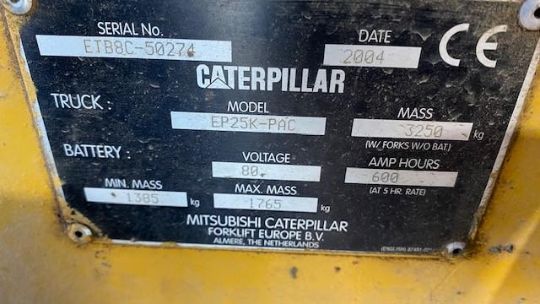 SERIAL No. DATE
ETB8C-50274 2004 CE
CATERPILLAR
TRUCK: MODEL MASS
EP25K-PAC 3250 kg
(W/ FORKS W/O BAT)
BATTERY: VOLTAGE AMP HOURS
80 600
MIN. MASS MAX. MASS (AT 5 HR. RATE)
1385 kg 1765 kg
MITSUBISHI CATERPILLAR
FORKLIFT EUROPE B.V.
ALMERE, THE NETHERLANDS